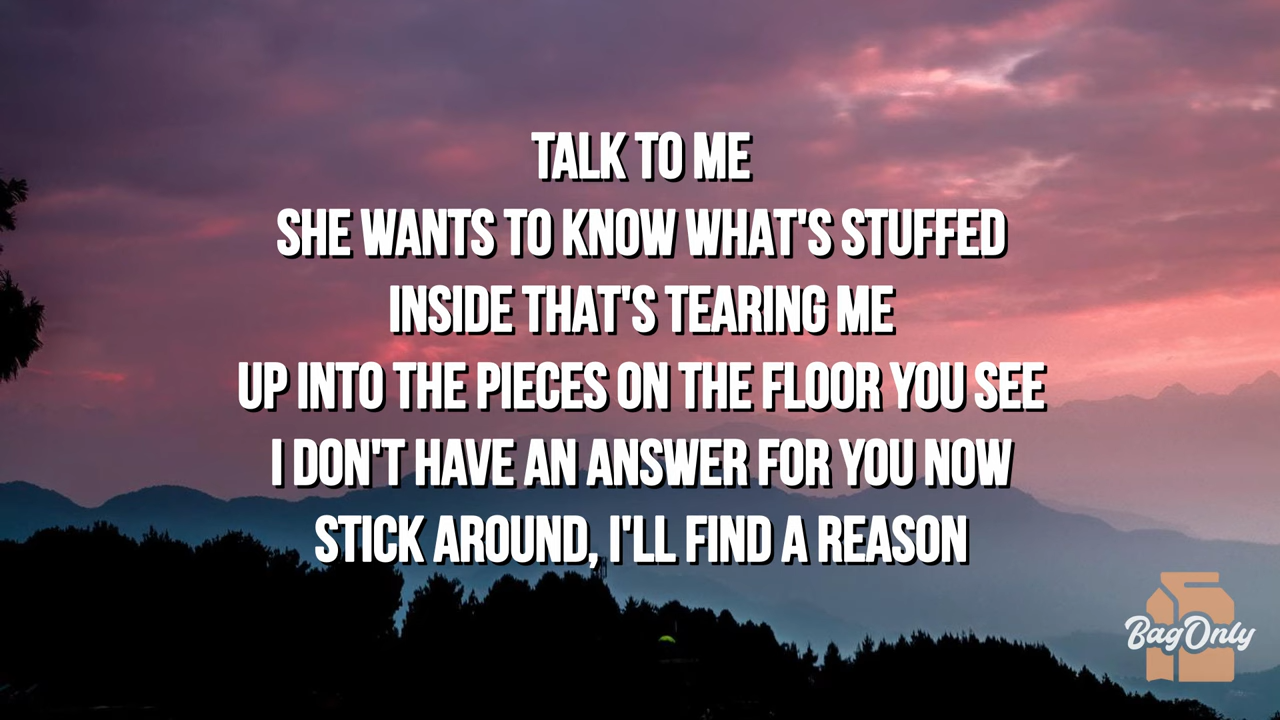 TALK TO ME
SHE WANTS TO KNOW WHAT'S STUFFED
INSIDE THAT'S TEARING ME
UP INTO THE PIECES ON THE FLOOR YOU SEE
I DON'T HAVE AN ANSWER FOR YOU NOW
STICK AROUND, I'LL FIND A REASON
BagOnly